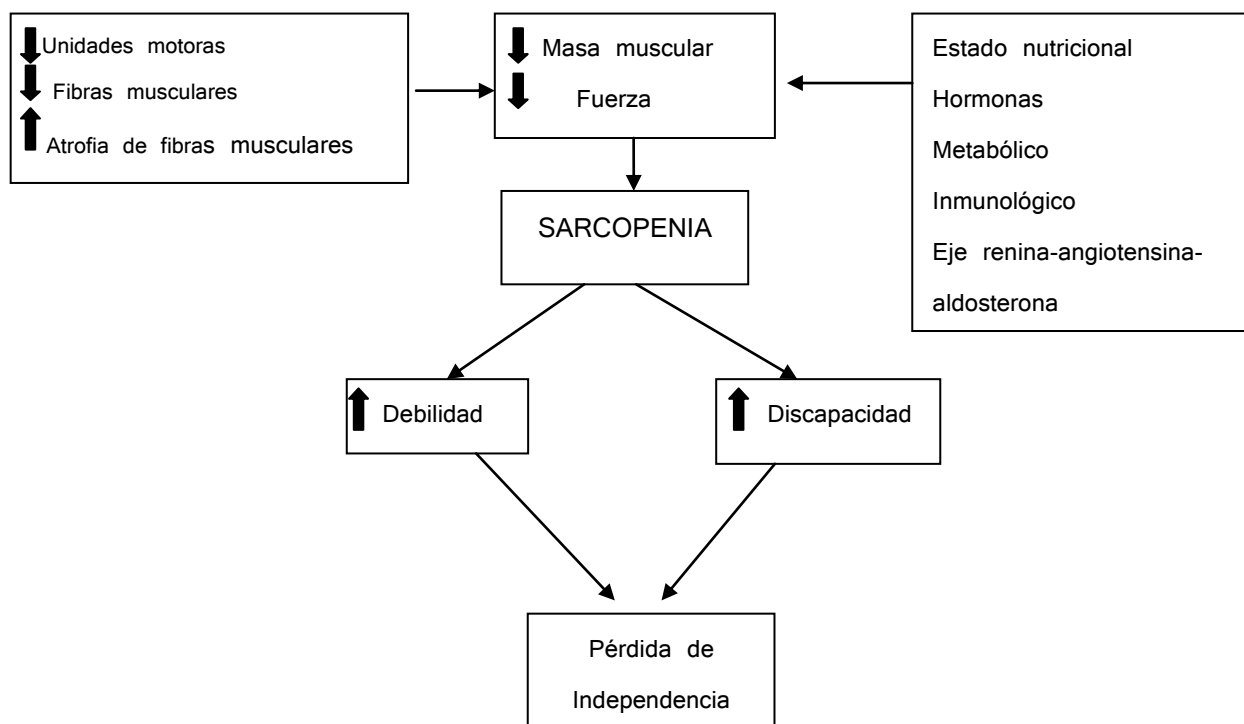 Unidades motoras
Fibras musculares
Atrofia de fibras musculares
Masa muscular
Fuerza
Estado nutricional
Hormonas
Metabólico
Inmunológico
Eje renina-angiotensina-
aldosterona
SARCOPENIA
Debilidad
Discapacidad
Pérdida de
Independencia